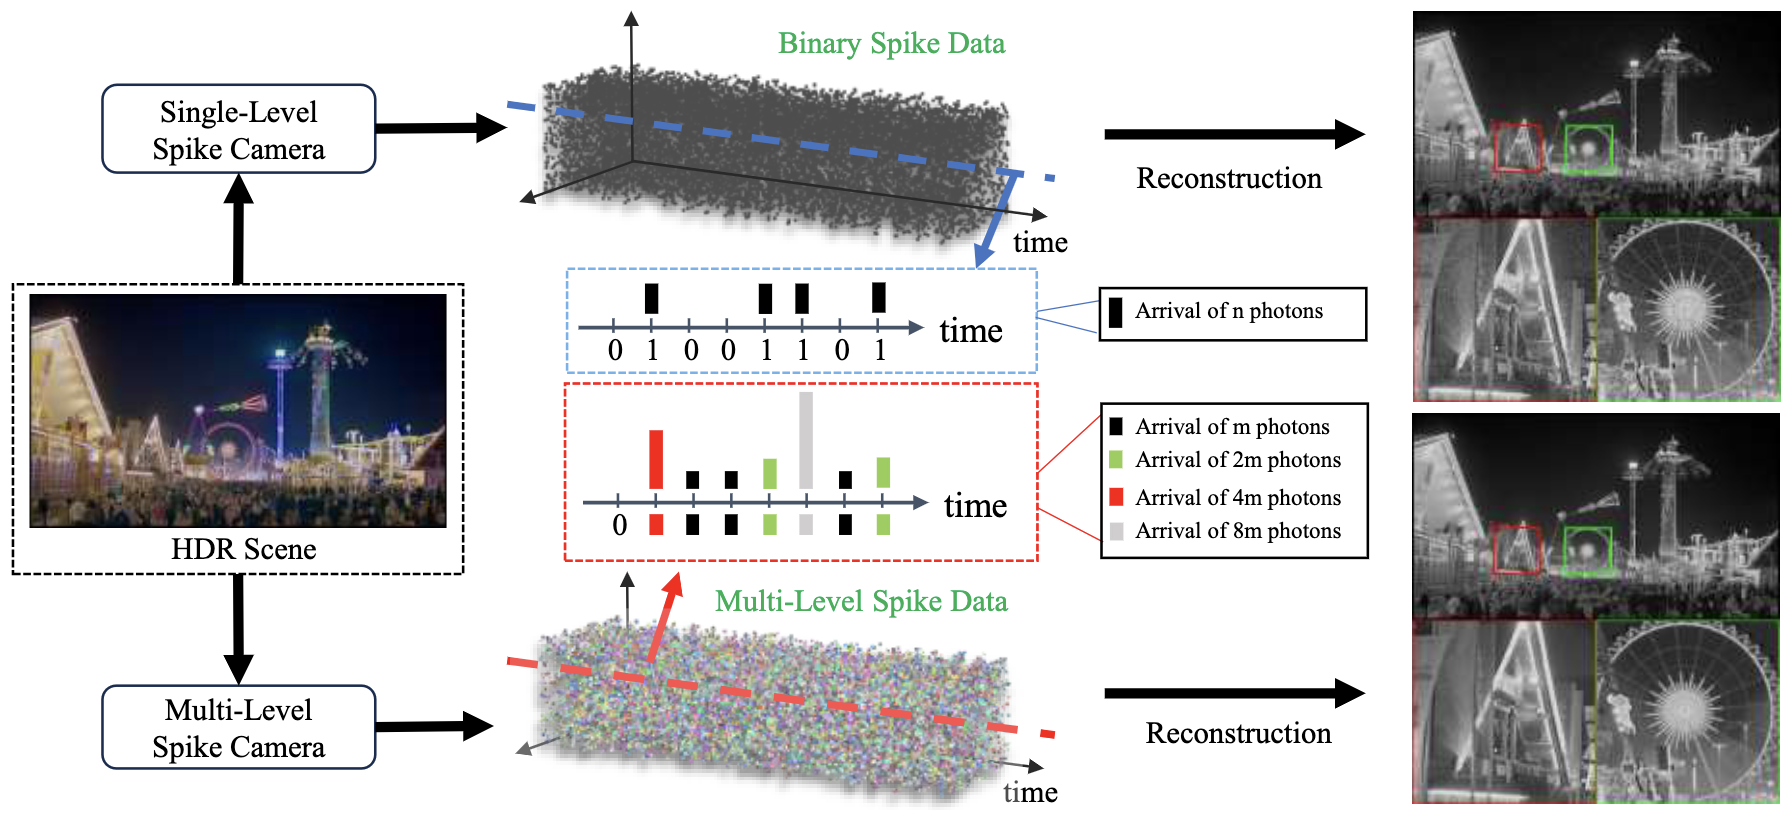 Binary Spike Data
Single-Level
Spike Camera
Reconstruction
time
Arrival of n photons
time
0 1 0 0 1 1 0 1
Arrival of m photons
Arrival of 2m photons
Arrival of 4m photons
Arrival of 8m photons
time
0
HDR Scene
Multi-Level Spike Data
Multi-Level
Spike Camera
Reconstruction
time